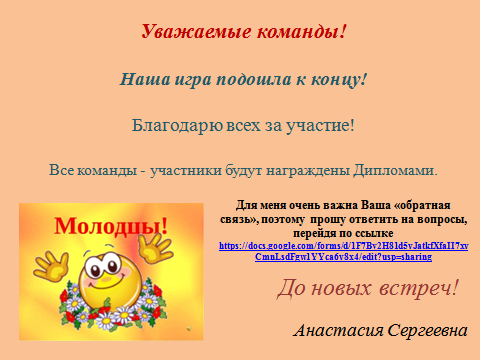 Уважаемые команды!
Наша игра подошла к концу!
Благодарю всех за участие!
Все команды - участники будут награждены Дипломами.
Молодцы!
Для меня очень важна Ваша «обратная
связь», поэтому прошу ответить на вопросы,
перейдя по ссылке
https://docs.google.com/forms/d/1F7Bv2H81d5yJatkfXfaII7xv
CmnLsdFgw1YYca6v8x4/edit?usp=sharing
До новых встреч!
Анастасия Сергеевна